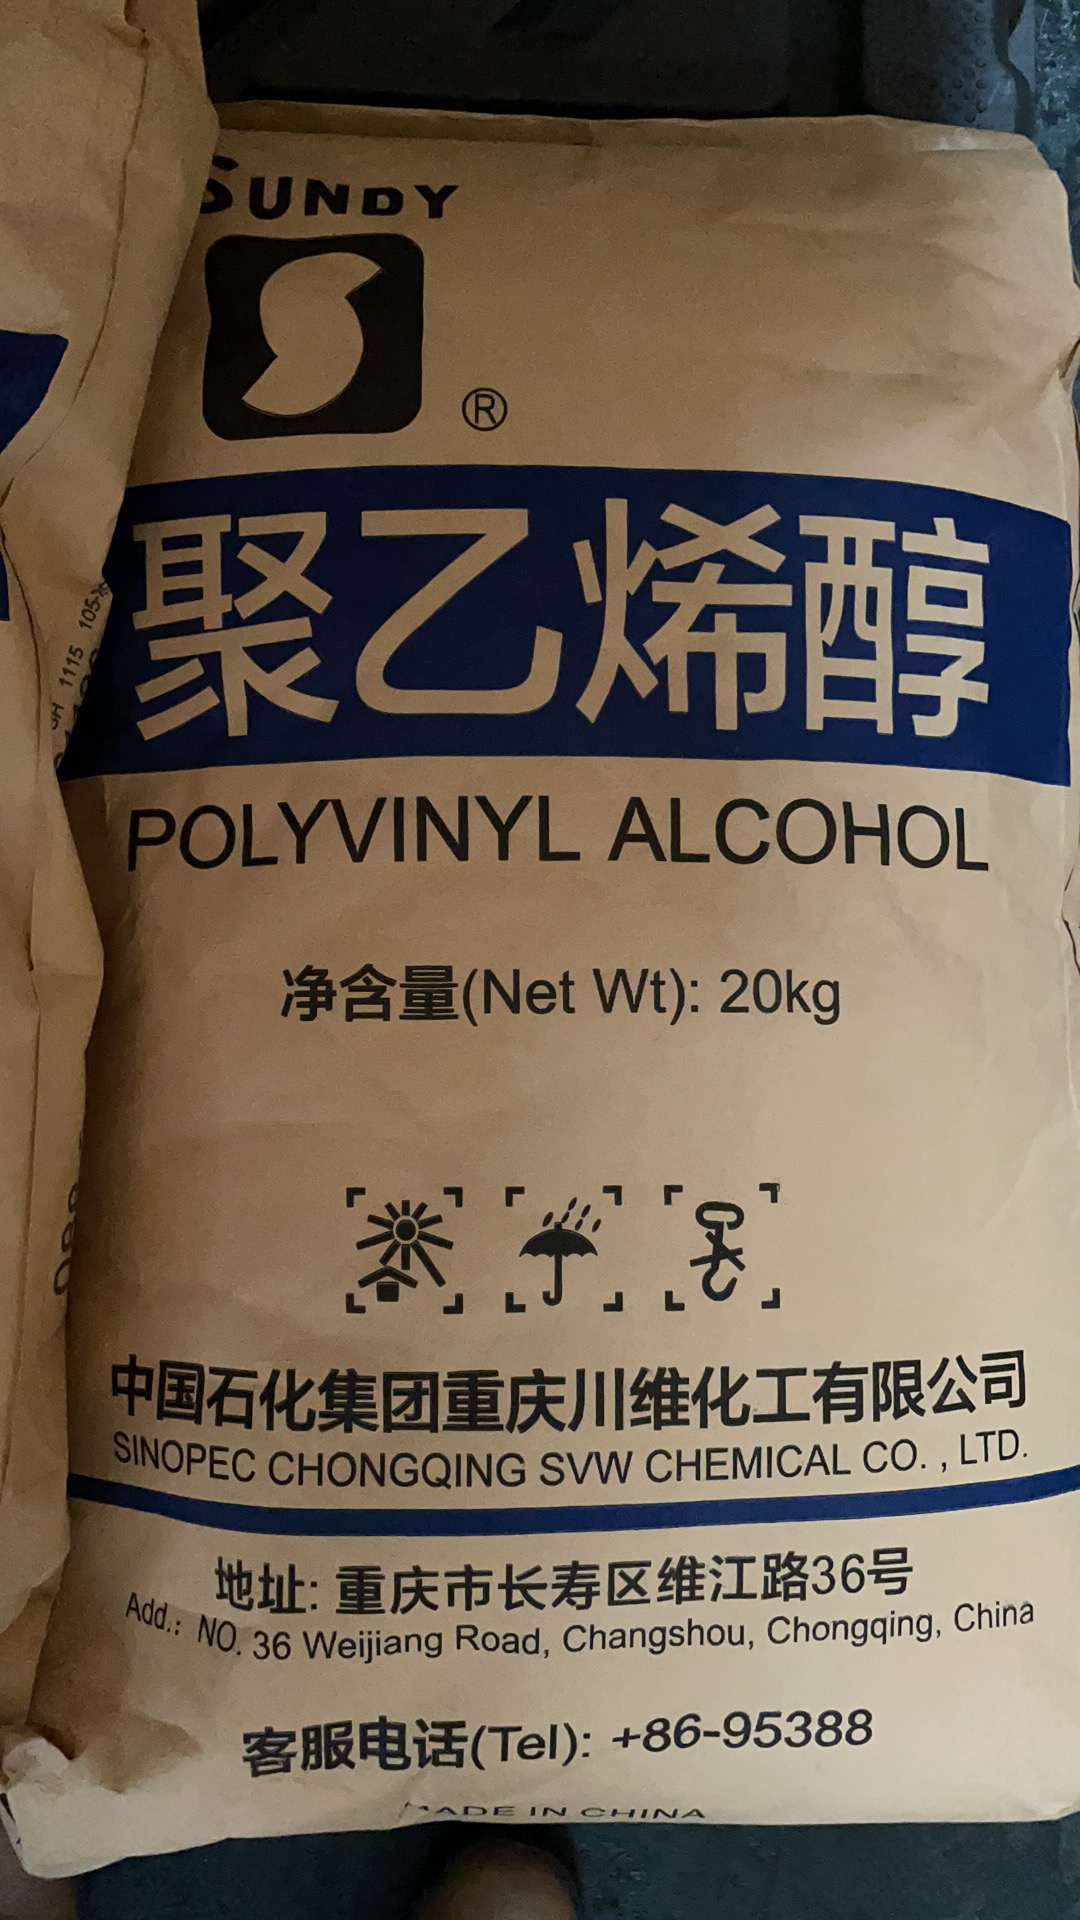 SUNDY
®
聚乙烯醇
1115 105
POLYVINYL ALCOHOL
净含量(Net Wt): 20kg
中国石化集团重庆川维化工有限公司
SINOPEC CHONGQING SVW CHEMICAL CO. , LTD.
地址: 重庆市长寿区维江路36号
Add.: NO. 36 Weijiang Road, Changshou, Chongqing, China
客服电话(Tel): +86-95388
MADE IN CHINA